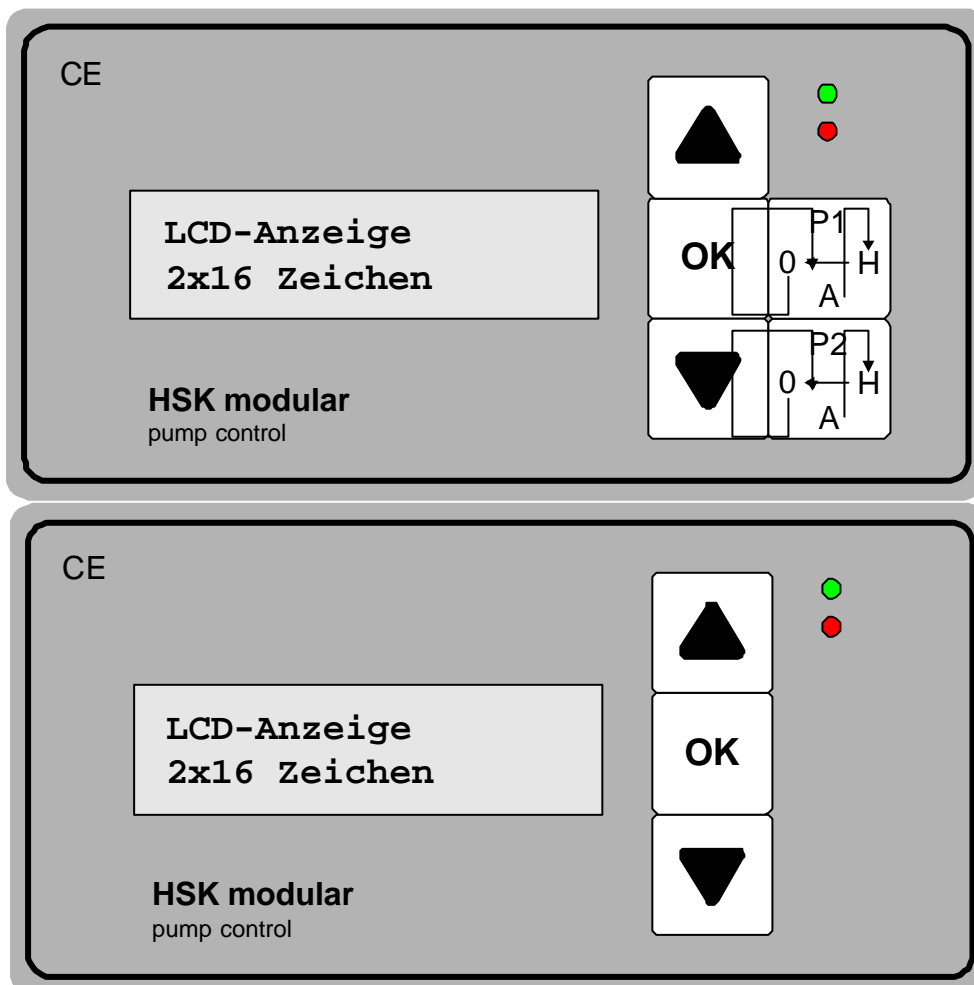 CE
LCD-Anzeige
2x16 Zeichen
HSK modular
pump control
OK
P1
0 H
A
P2
0 H
A
CE
LCD-Anzeige
2x16 Zeichen
HSK modular
pump control
OK